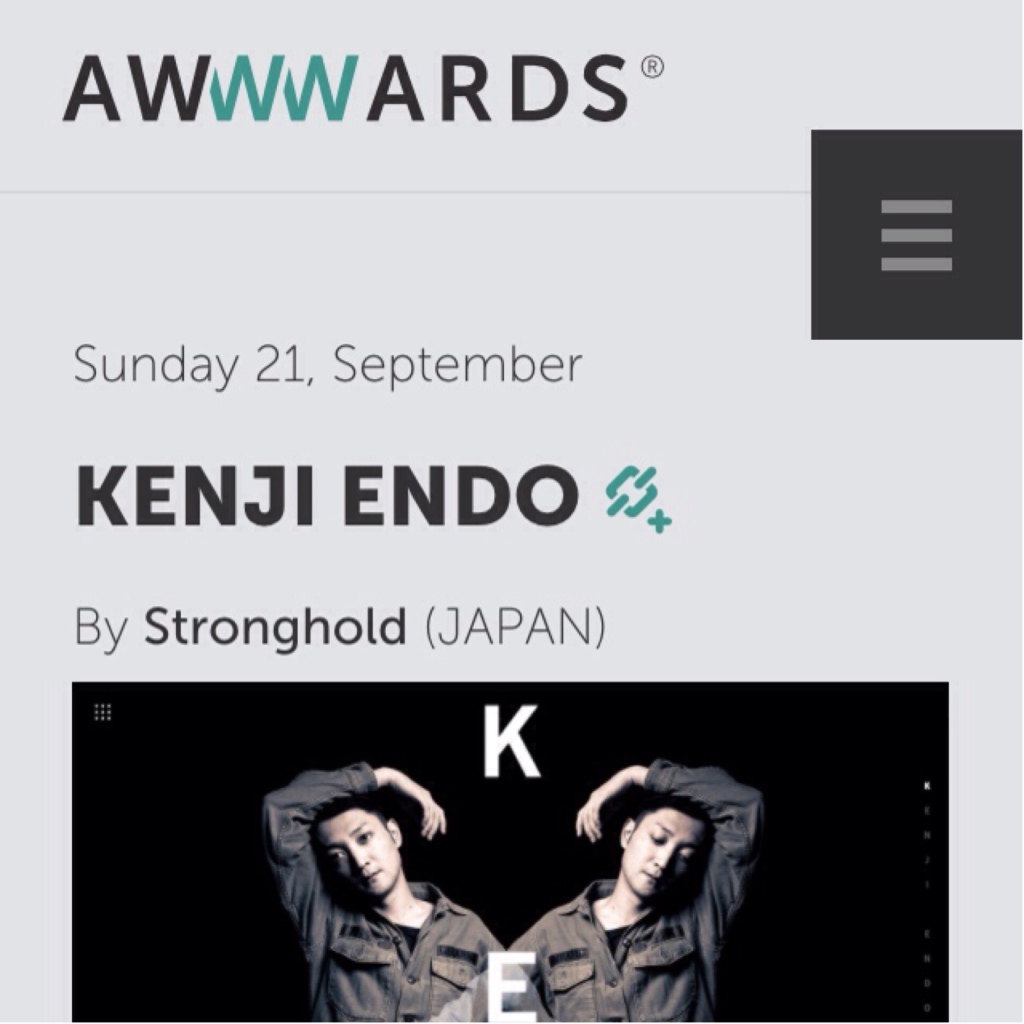 AWWWARDS®
Sunday 21, September
KENJI ENDO
By Stronghold (JAPAN)
K
E
K
E
N
J
I
E
N
D
O